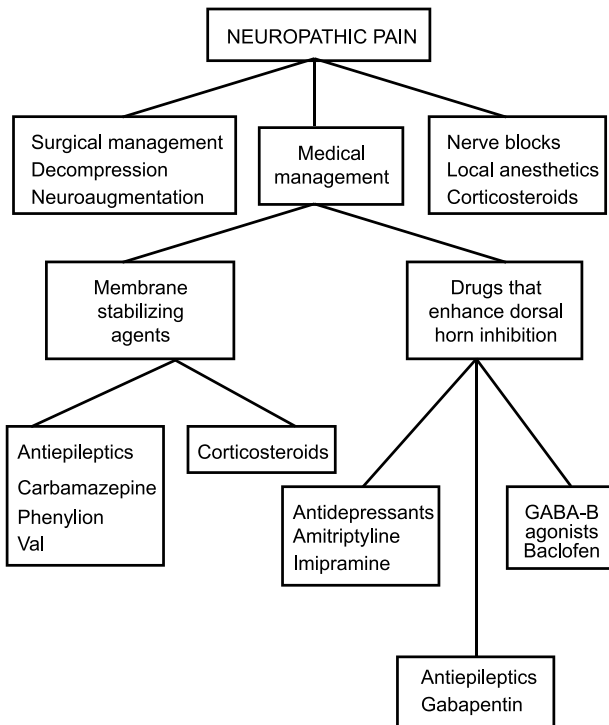 NEUROPATHIC PAIN
Surgical management
Decompression
Neuroaugmentation
Medical
management
Nerve blocks
Local anesthetics
Corticosteroids
Membrane
stabilizing
agents
Drugs that
enhance dorsal
horn inhibition
Antiepileptics
Carbamazepine
Phenylion
Val
Corticosteroids
Antidepressants
Amitriptyline
Imipramine
GABA-B
agonists
Baclofen
Antiepileptics
Gabapentin